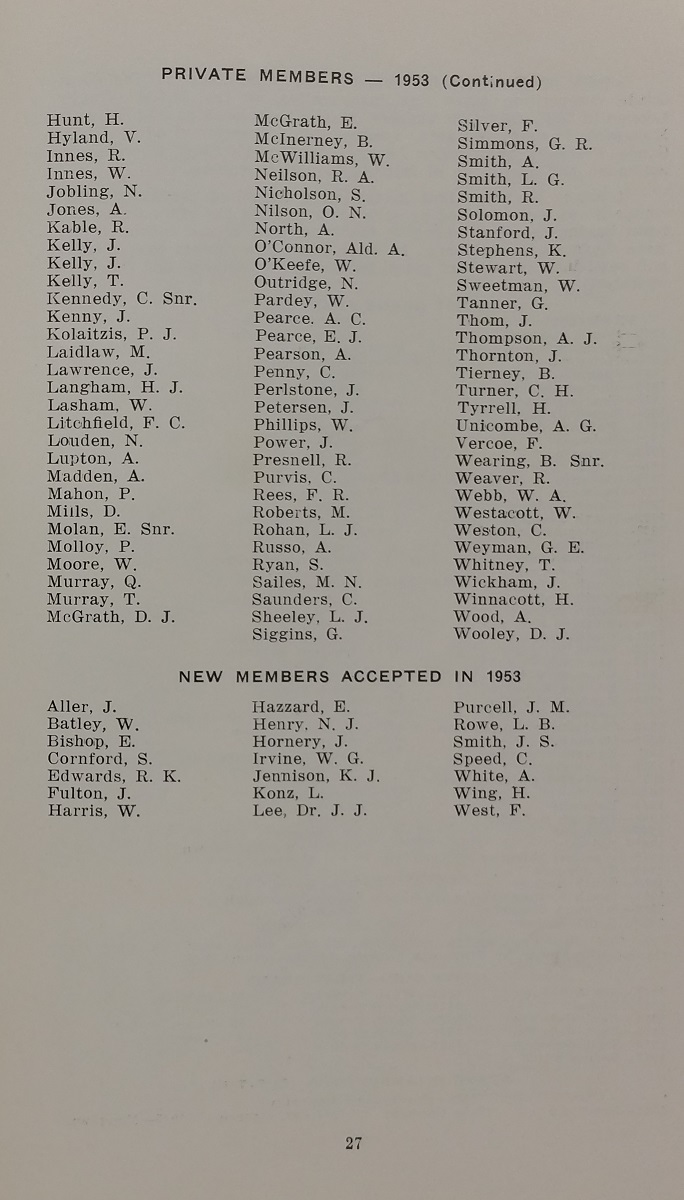 PRIVATE MEMBERS — 1953 (Continued)
Hunt, H.
Hyland, V.
Innes, R.
Innes, W.
Jobling, N.
Jones, A.
Kable, R.
Kelly, J.
Kelly, J.
Kelly, T.
Kennedy, C. Snr.
Kenny, J.
Kolaitzis, P. J.
Laidlaw, M.
Lawrence, J.
Langham, H. J.
Lasham, W.
Litchfield, F. C.
Louden, N.
Lupton, A.
Madden, A.
Mahon, P.
Mills, D.
Molan, E. Snr.
Molloy, P.
Moore, W.
Murray, Q.
Murray, T.
McGrath, D. J.
McGrath, E.
McInerney, B.
McWilliams, W.
Neilson, R. A.
Nicholson, S.
Nilson, O. N.
North, A.
O'Connor, Ald. A.
O'Keefe, W.
Outridge, N.
Pardey, W.
Pearce. A. C.
Pearce, E. J.
Pearson, A.
Penny, C.
Perlstone, J.
Petersen, J.
Phillips, W.
Power, J.
Presnell, R.
Purvis, C.
Rees, F. R.
Roberts, M.
Rohan, L. J.
Russo, A.
Ryan, S.
Sailes, M. N.
Saunders, C.
Sheeley, L. J.
Siggins, G.
Silver, F.
Simmons, G. R.
Smith, A.
Smith, L. G.
Smith, R.
Solomon, J.
Stanford, J.
Stephens, K.
Stewart, W.
Sweetman, W.
Tanner, G.
Thom, J.
Thompson, A. J.
Thornton, J.
Tierney, B.
Turner, C. H.
Tyrrell, H.
Unicombe, A. G.
Vercoe, F.
Wearing, B. Snr.
Weaver, R.
Webb, W. A.
Westacott, W.
Weston, C.
Weyman, G. E.
Whitney, T.
Wickham, J.
Winnacott, H.
Wood, A.
Wooley, D. J.
NEW MEMBERS ACCEPTED IN 1953
Aller, J.
Batley, W.
Bishop, E.
Cornford, S.
Edwards, R. K.
Fulton, J.
Harris, W.
Hazzard, E.
Henry. N. J.
Hornery, J.
Irvine, W. G.
Jennison, K. J.
Konz, L.
Lee, Dr. J. J.
Purcell, J. M.
Rowe, L. B.
Smith, J. S.
Speed, C.
White, A.
Wing, H.
West, F.
27